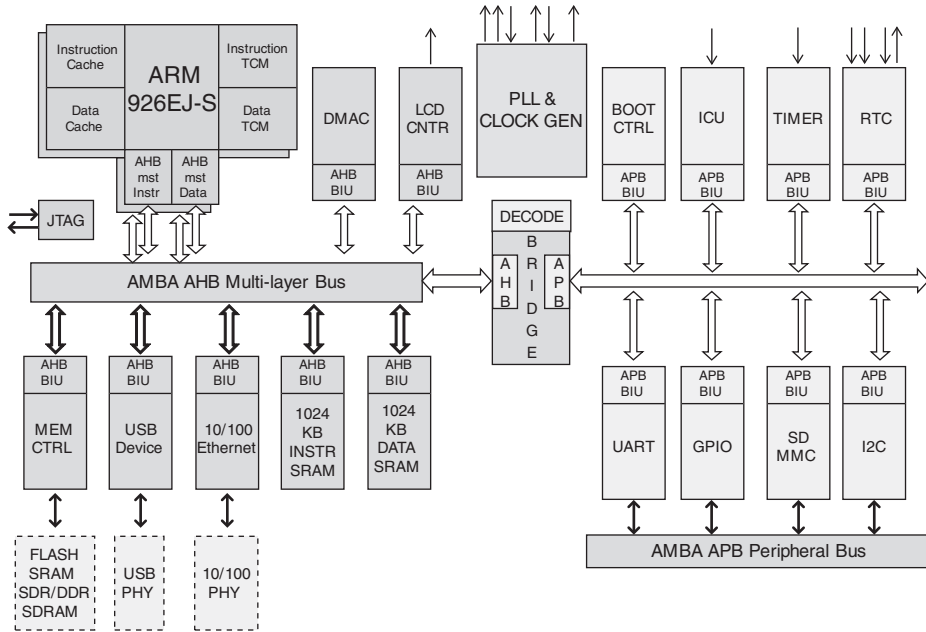 Instruction
Cache
ARM
926EJ-S
Instruction
TCM
Data
Cache
Data
TCM
AHB
mst
Instr
AHB
mst
Data
JTAG
DMAC
AHB
BIU
LCD
CNTR
AHB
BIU
PLL &
CLOCK GEN
BOOT
CTRL
APB
BIU
ICU
APB
BIU
TIMER
APB
BIU
RTC
APB
BIU
AMBA AHB Multi-layer Bus
DECODE
BRIDGE
AHB
APB
AHB
BIU
MEM
CTRL
AHB
BIU
USB
Device
AHB
BIU
10/100
Ethernet
AHB
BIU
1024
KB
INSTR
SRAM
AHB
BIU
1024
KB
DATA
SRAM
APB
BIU
UART
APB
BIU
GPIO
APB
BIU
SD
MMC
APB
BIU
I2C
FLASH
SRAM
SDR/DDR
SDRAM
USB
PHY
10/100
PHY
AMBA APB Peripheral Bus